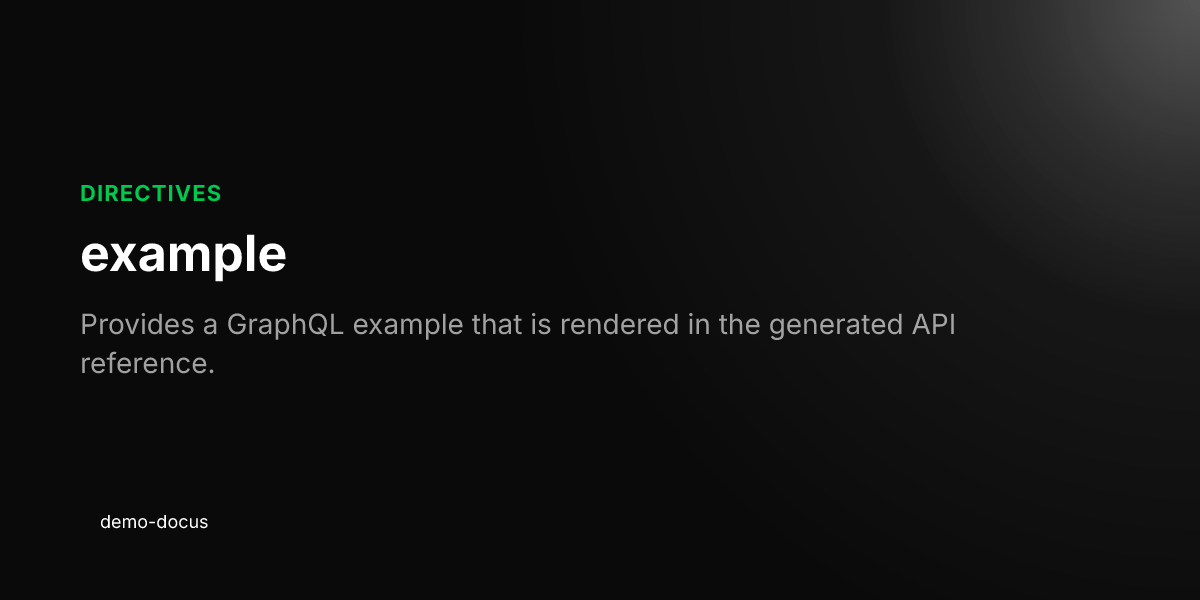 DIRECTIVES
example
Provides a GraphQL example that is rendered in the generated API
reference.
demo-docus